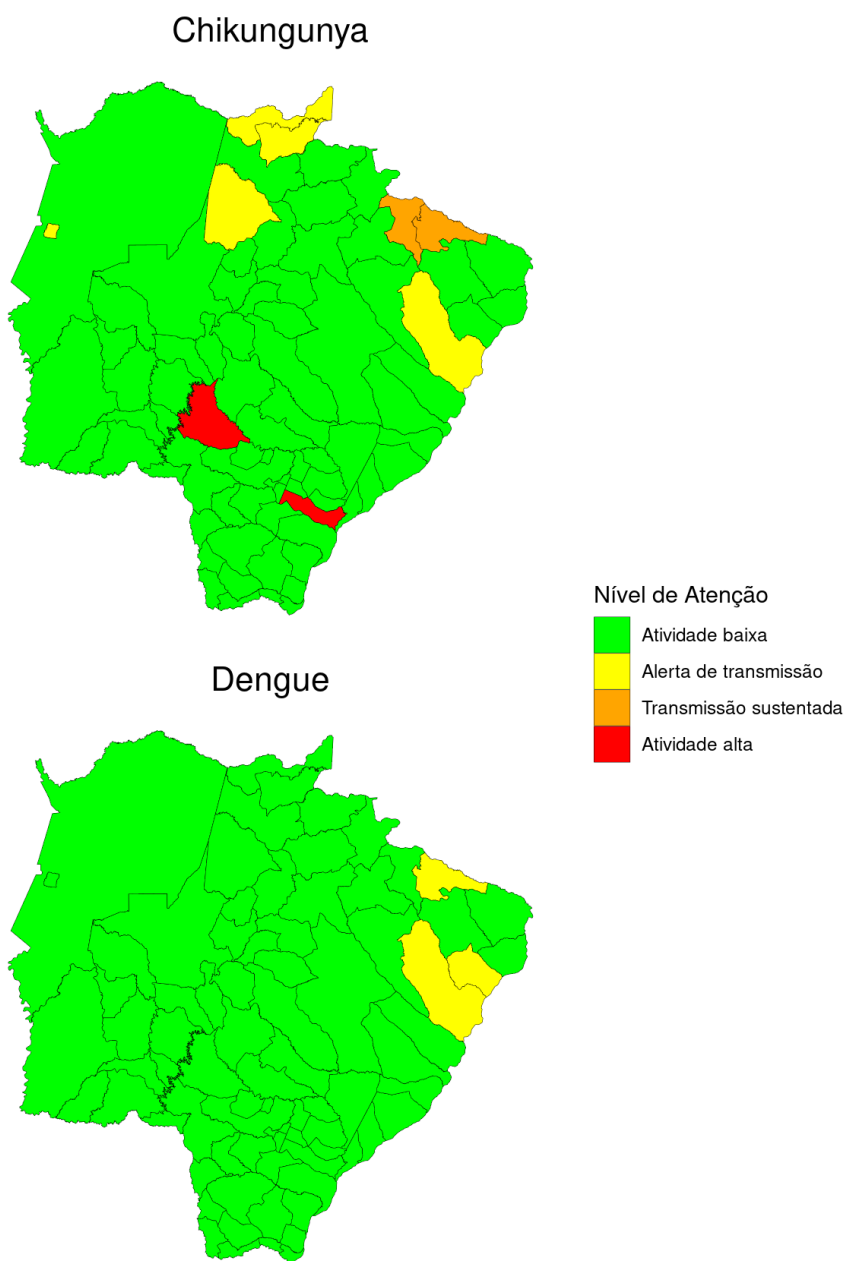 Chikungunya
Nível de Atenção
Atividade baixa
Alerta de transmissão
Transmissão sustentada
Atividade alta
Dengue